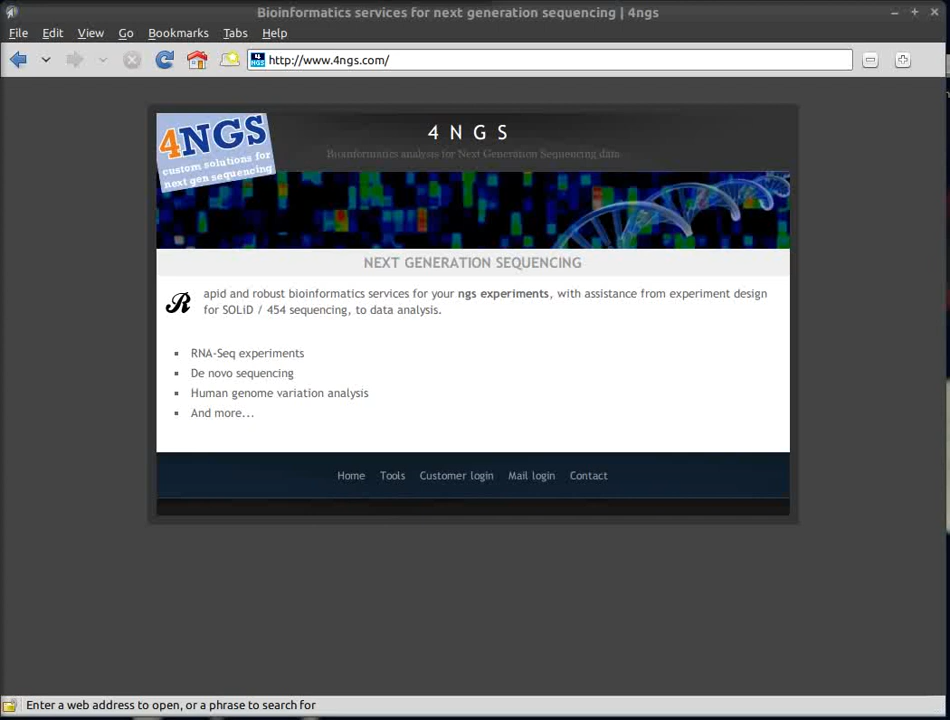 Bioinformatics services for next generation sequencing | 4ngs
File Edit View Go Bookmarks Tabs Help
4 NGS http://www.4ngs.com/
4NGS
custom solutions for
next gen sequencing
4 N G S
Bioinformatics analysis for Next Generation Sequencing data
NEXT GENERATION SEQUENCING
Rapid and robust bioinformatics services for your ngs experiments, with assistance from experiment design
for SOLiD / 454 sequencing, to data analysis.
RNA-Seq experiments
De novo sequencing
Human genome variation analysis
And more...
Home Tools Customer login Mail login Contact
Enter a web address to open, or a phrase to search for